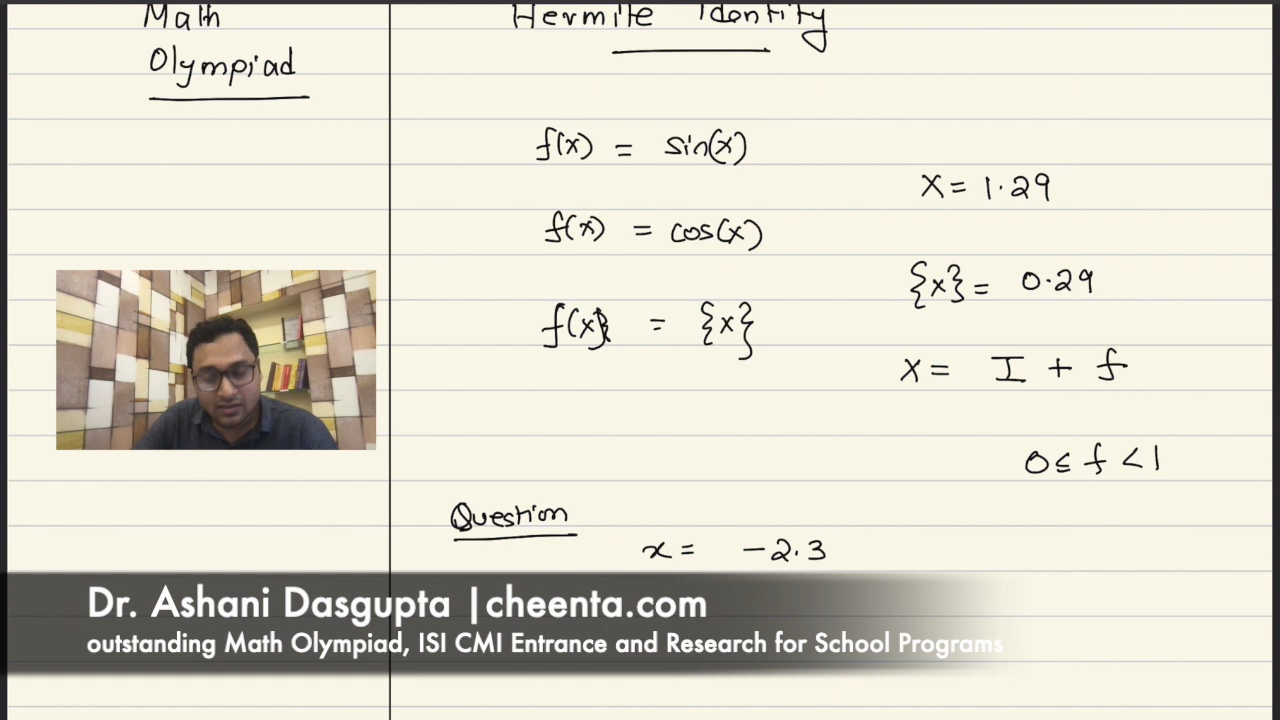 Math
Olympiad
Hermite Identity
f(x) = sin(x)
f(x) = cos(x)
f(x) = {x}
x = 1.29
{x} = 0.29
x = I + f
0 ≤ f < 1
Question
x = -2.3
Dr. Ashani Dasgupta |cheenta.com
outstanding Math Olympiad, ISI CMI Entrance and Research for School Programs